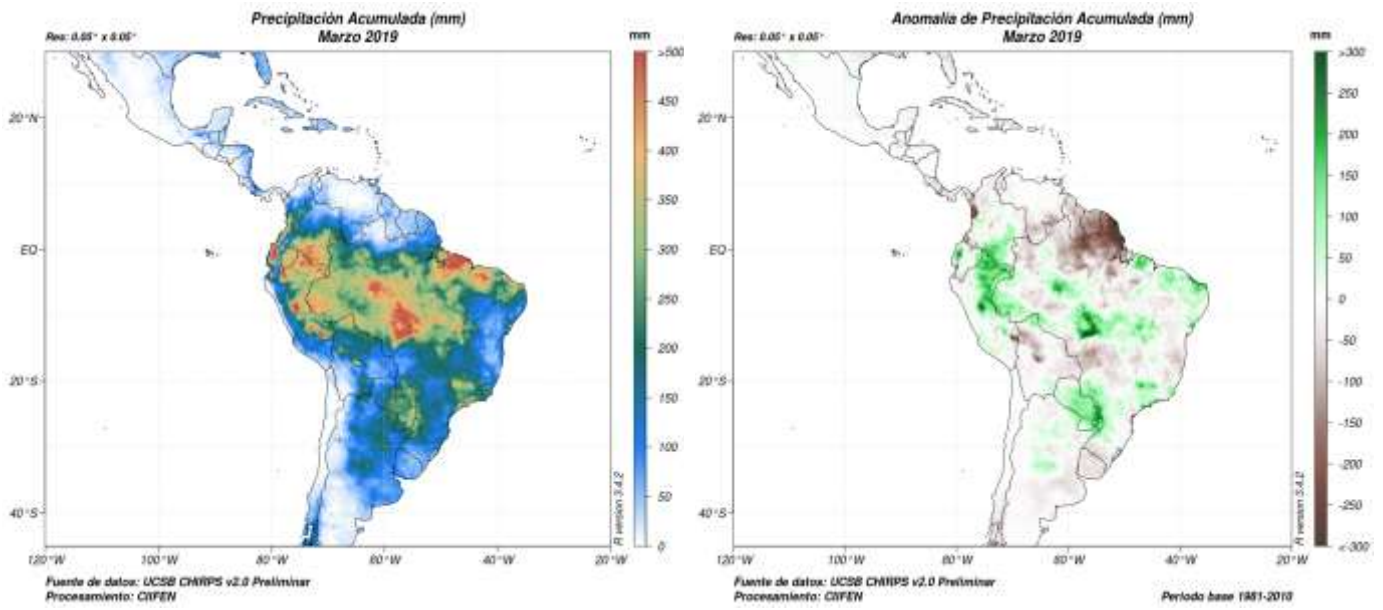 Precipitación Acumulada (mm)
Marzo 2019
Res: 0.05° x 0.05°
mm
>500
450
400
350
300
250
200
150
100
50
0
20°N
EQ
20°S
40°S
120°W
100°W
80°W
60°W
40°W
20°W
R version 3.4.2
Fuente de datos: UCSB CHIRPS v2.0 Preliminar
Procesamiento: CIIFEN
Anomalía de Precipitación Acumulada (mm)
Marzo 2019
Res: 0.05° x 0.05°
mm
>300
250
200
150
100
50
0
-50
-100
-150
-200
-250
<-300
20°N
EQ
20°S
40°S
120°W
100°W
80°W
60°W
40°W
20°W
R version 3.4.2
Fuente de datos: UCSB CHIRPS v2.0 Preliminar
Procesamiento: CIIFEN
Periodo base 1981-2010